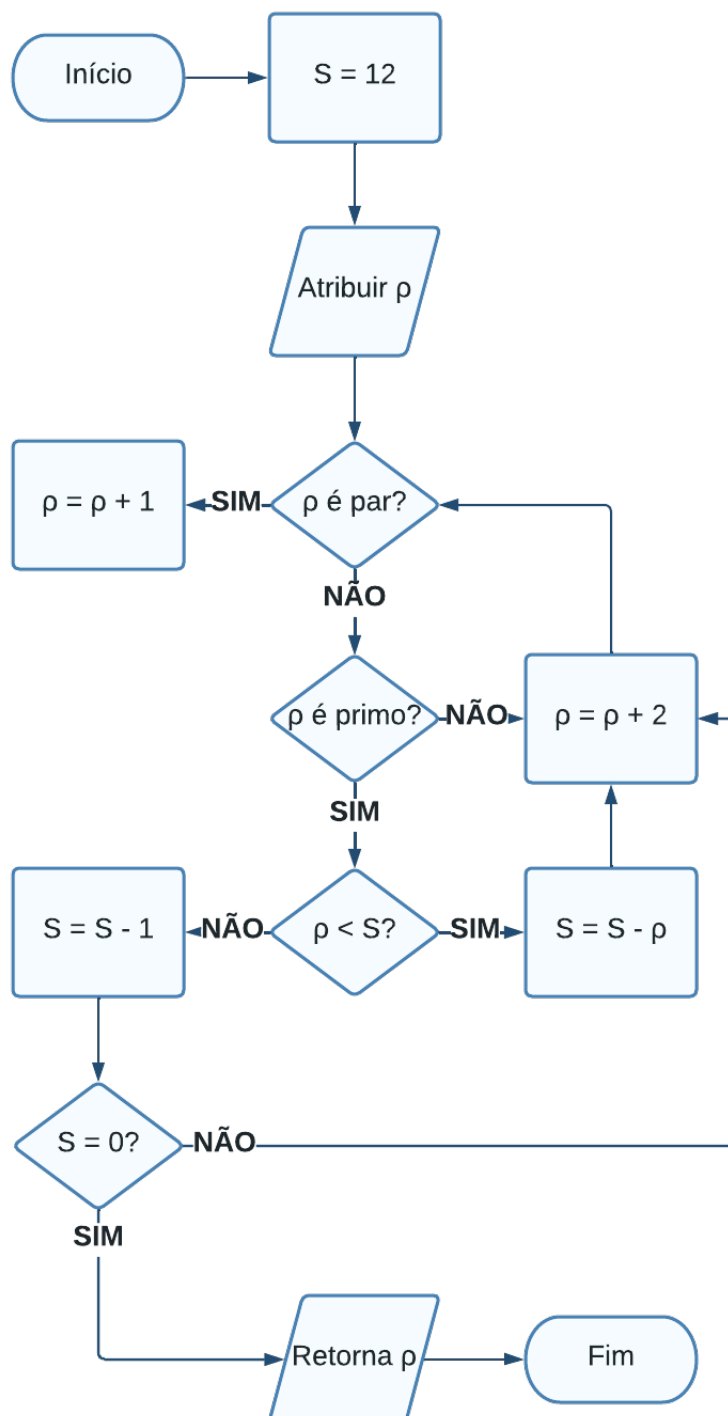 Início
S = 12
Atribuir ρ
ρ = ρ + 1
SIM
ρ é par?
NÃO
ρ é primo?
NÃO
ρ = ρ + 2
SIM
S = S - 1
NÃO
ρ < S?
SIM
S = S - ρ
S = 0?
NÃO
SIM
Retorna ρ
Fim